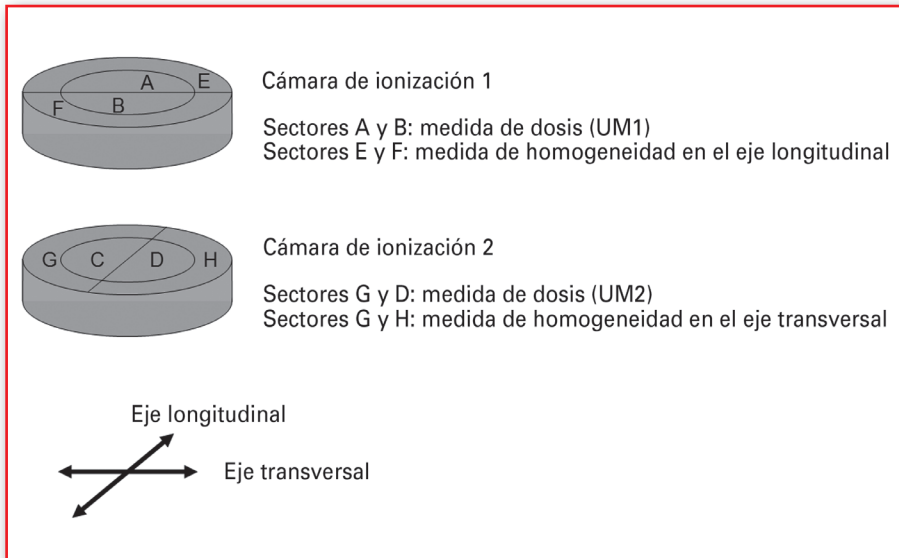 A E
F B
Cámara de ionización 1
Sectores A y B: medida de dosis (UM1)
Sectores E y F: medida de homogeneidad en el eje longitudinal
G C D H
Cámara de ionización 2
Sectores G y D: medida de dosis (UM2)
Sectores G y H: medida de homogeneidad en el eje transversal
Eje longitudinal
Eje transversal